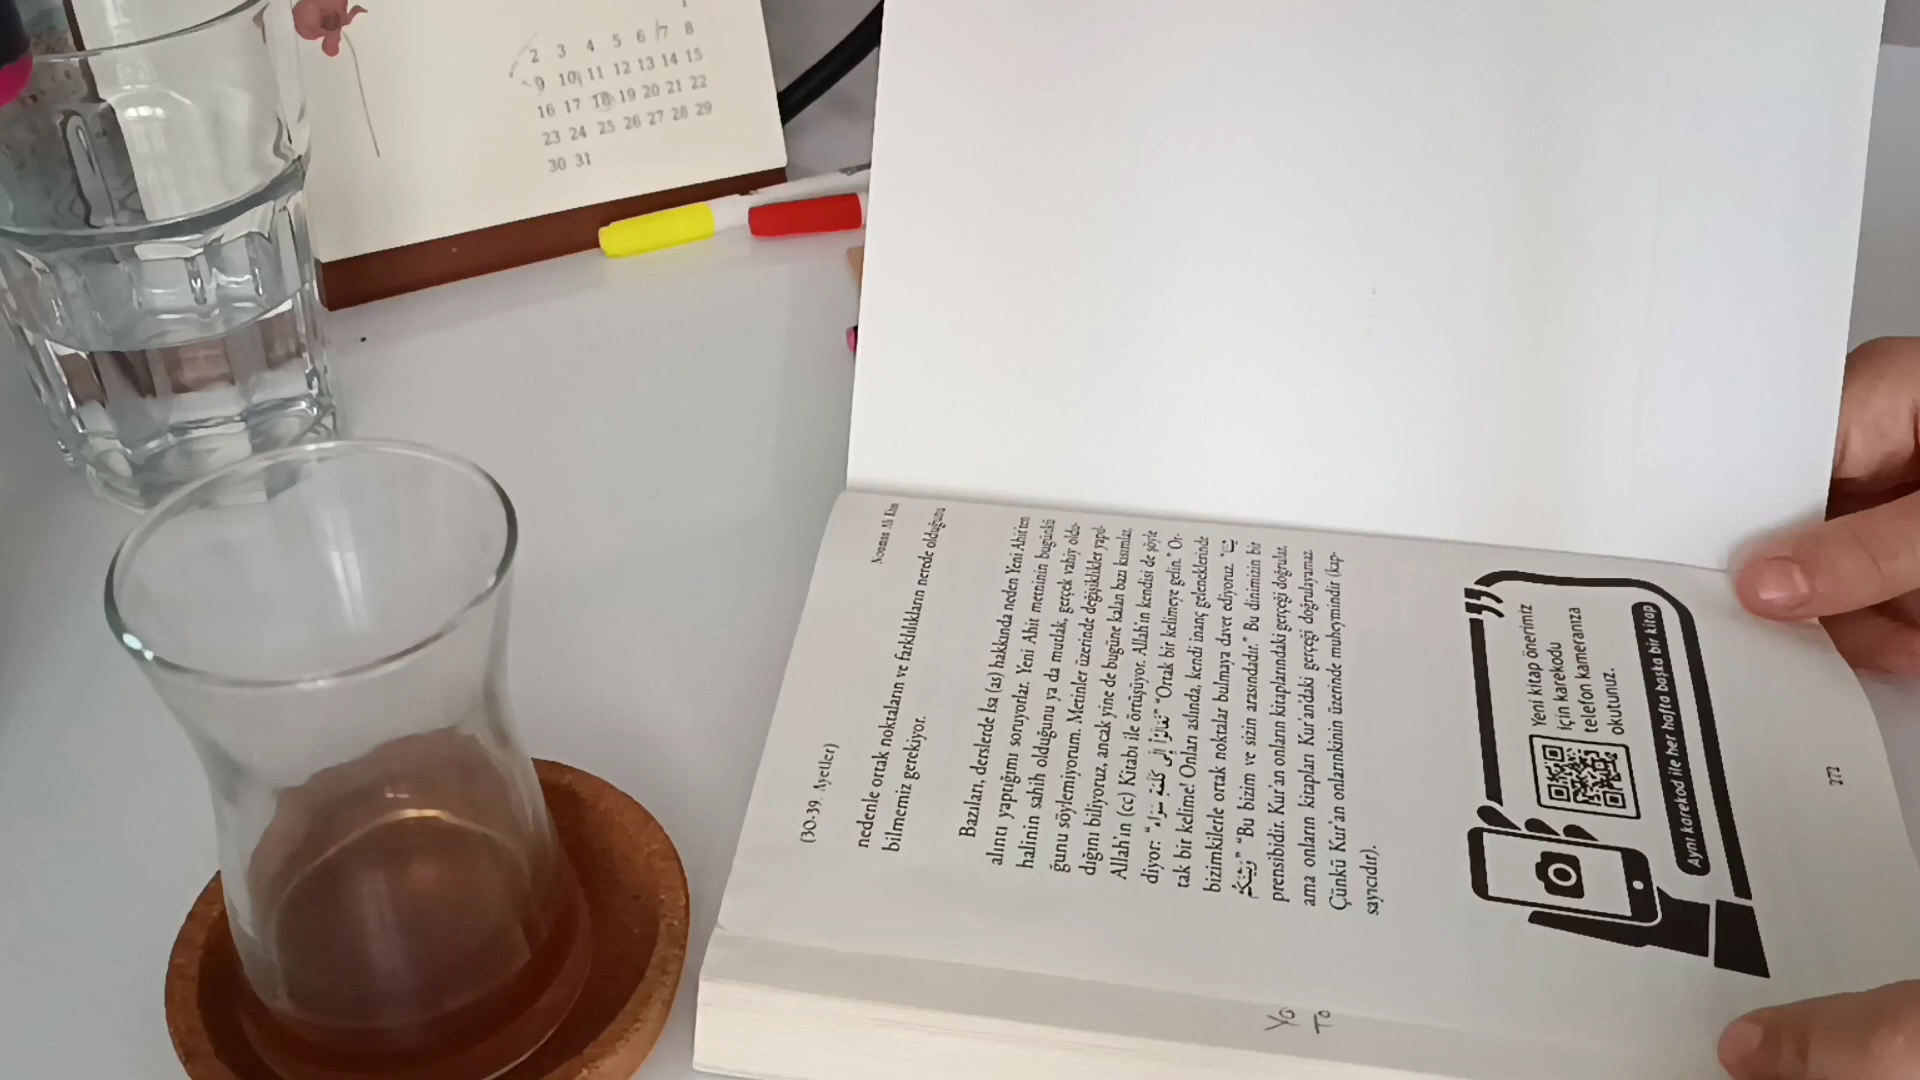 1
2 3 4 5 6 7 8
9 10 11 12 13 14 15
16 17 18 19 20 21 22
23 24 25 26 27 28 29
30 31
(30-39. Ayetler)
Nouman Ali Khan
nedenle ortak noktaların ve farklılıkların nerede olduğunu
bilmemiz gerekiyor.
Bazıları, derslerde İsa (as) hakkında neden Yeni Ahit'ten
alıntı yaptığımı soruyorlar. Yeni Ahit metninin bugünkü
halinin sahih olduğunu ya da mutlak, gerçek vahiy oldu-
ğunu söylemiyorum. Metinler üzerinde değişiklikler yapıl-
dığını biliyoruz, ancak yine de bugüne kalan bazı kısımlar,
Allah'ın (cc) Kitabı ile örtüşüyor. Allah'ın kendisi de şöyle
diyor: "تَعَالَوْا إِلَى كَلِمَةٍ سَوَاءٍ" "Ortak bir kelimeye gelin." Or-
tak bir kelime! Onları aslında, kendi inanç geleneklerinde
bizimkilerle ortak noktalar bulmaya davet ediyoruz.
"Bu bizim ve sizin arasındadır." Bu dinimizin bir
prensibidir. Kur'an onların kitaplarındaki gerçeği doğrular,
ama onların kitapları Kur'an'daki gerçeği doğrulayamaz.
Çünkü Kur'an onlarınkinin üzerinde muheymindir (kap-
sayıcıdır).
Yeni kitap önerimiz
için karekodu
telefon kameranıza
okutunuz.
Aynı karekod ile her hafta başka bir kitap
272
Yo
To